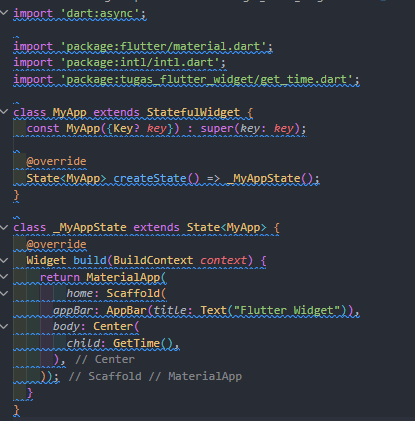 import 'dart:async';
import 'package:flutter/material.dart';
import 'package:intl/intl.dart';
import 'package:tugas_flutter_widget/get_time.dart';
class MyApp extends StatefulWidget {
const MyApp({Key? key}) : super(key: key);
@override
State<MyApp> createState() => _MyAppState();
}
class _MyAppState extends State<MyApp> {
@override
Widget build(BuildContext context) {
return MaterialApp(
home: Scaffold(
appBar: AppBar(title: Text("Flutter Widget")),
body: Center(
child: GetTime(),
), // Center
)); // Scaffold // MaterialApp
}
}